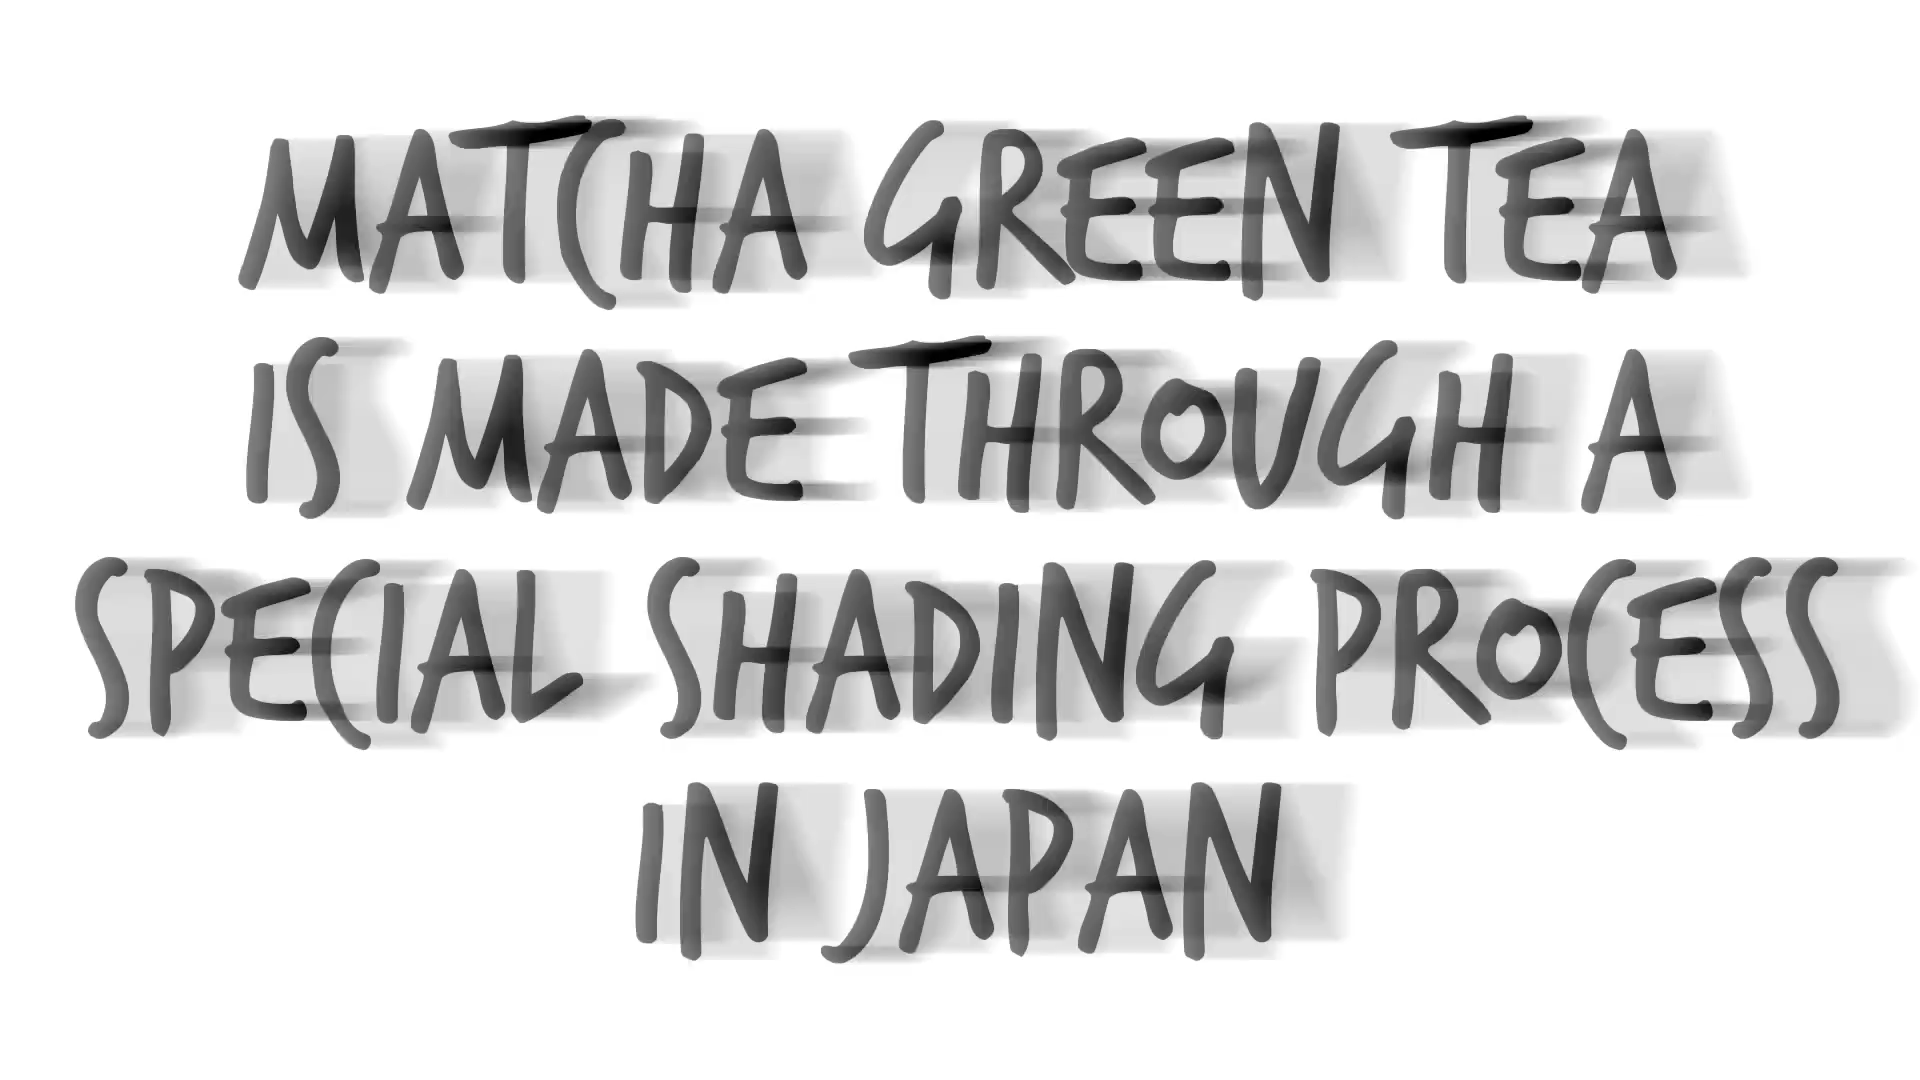 MATCHA GREEN TEA
IS MADE THROUGH A
SPECIAL SHADING PROCESS
IN JAPAN